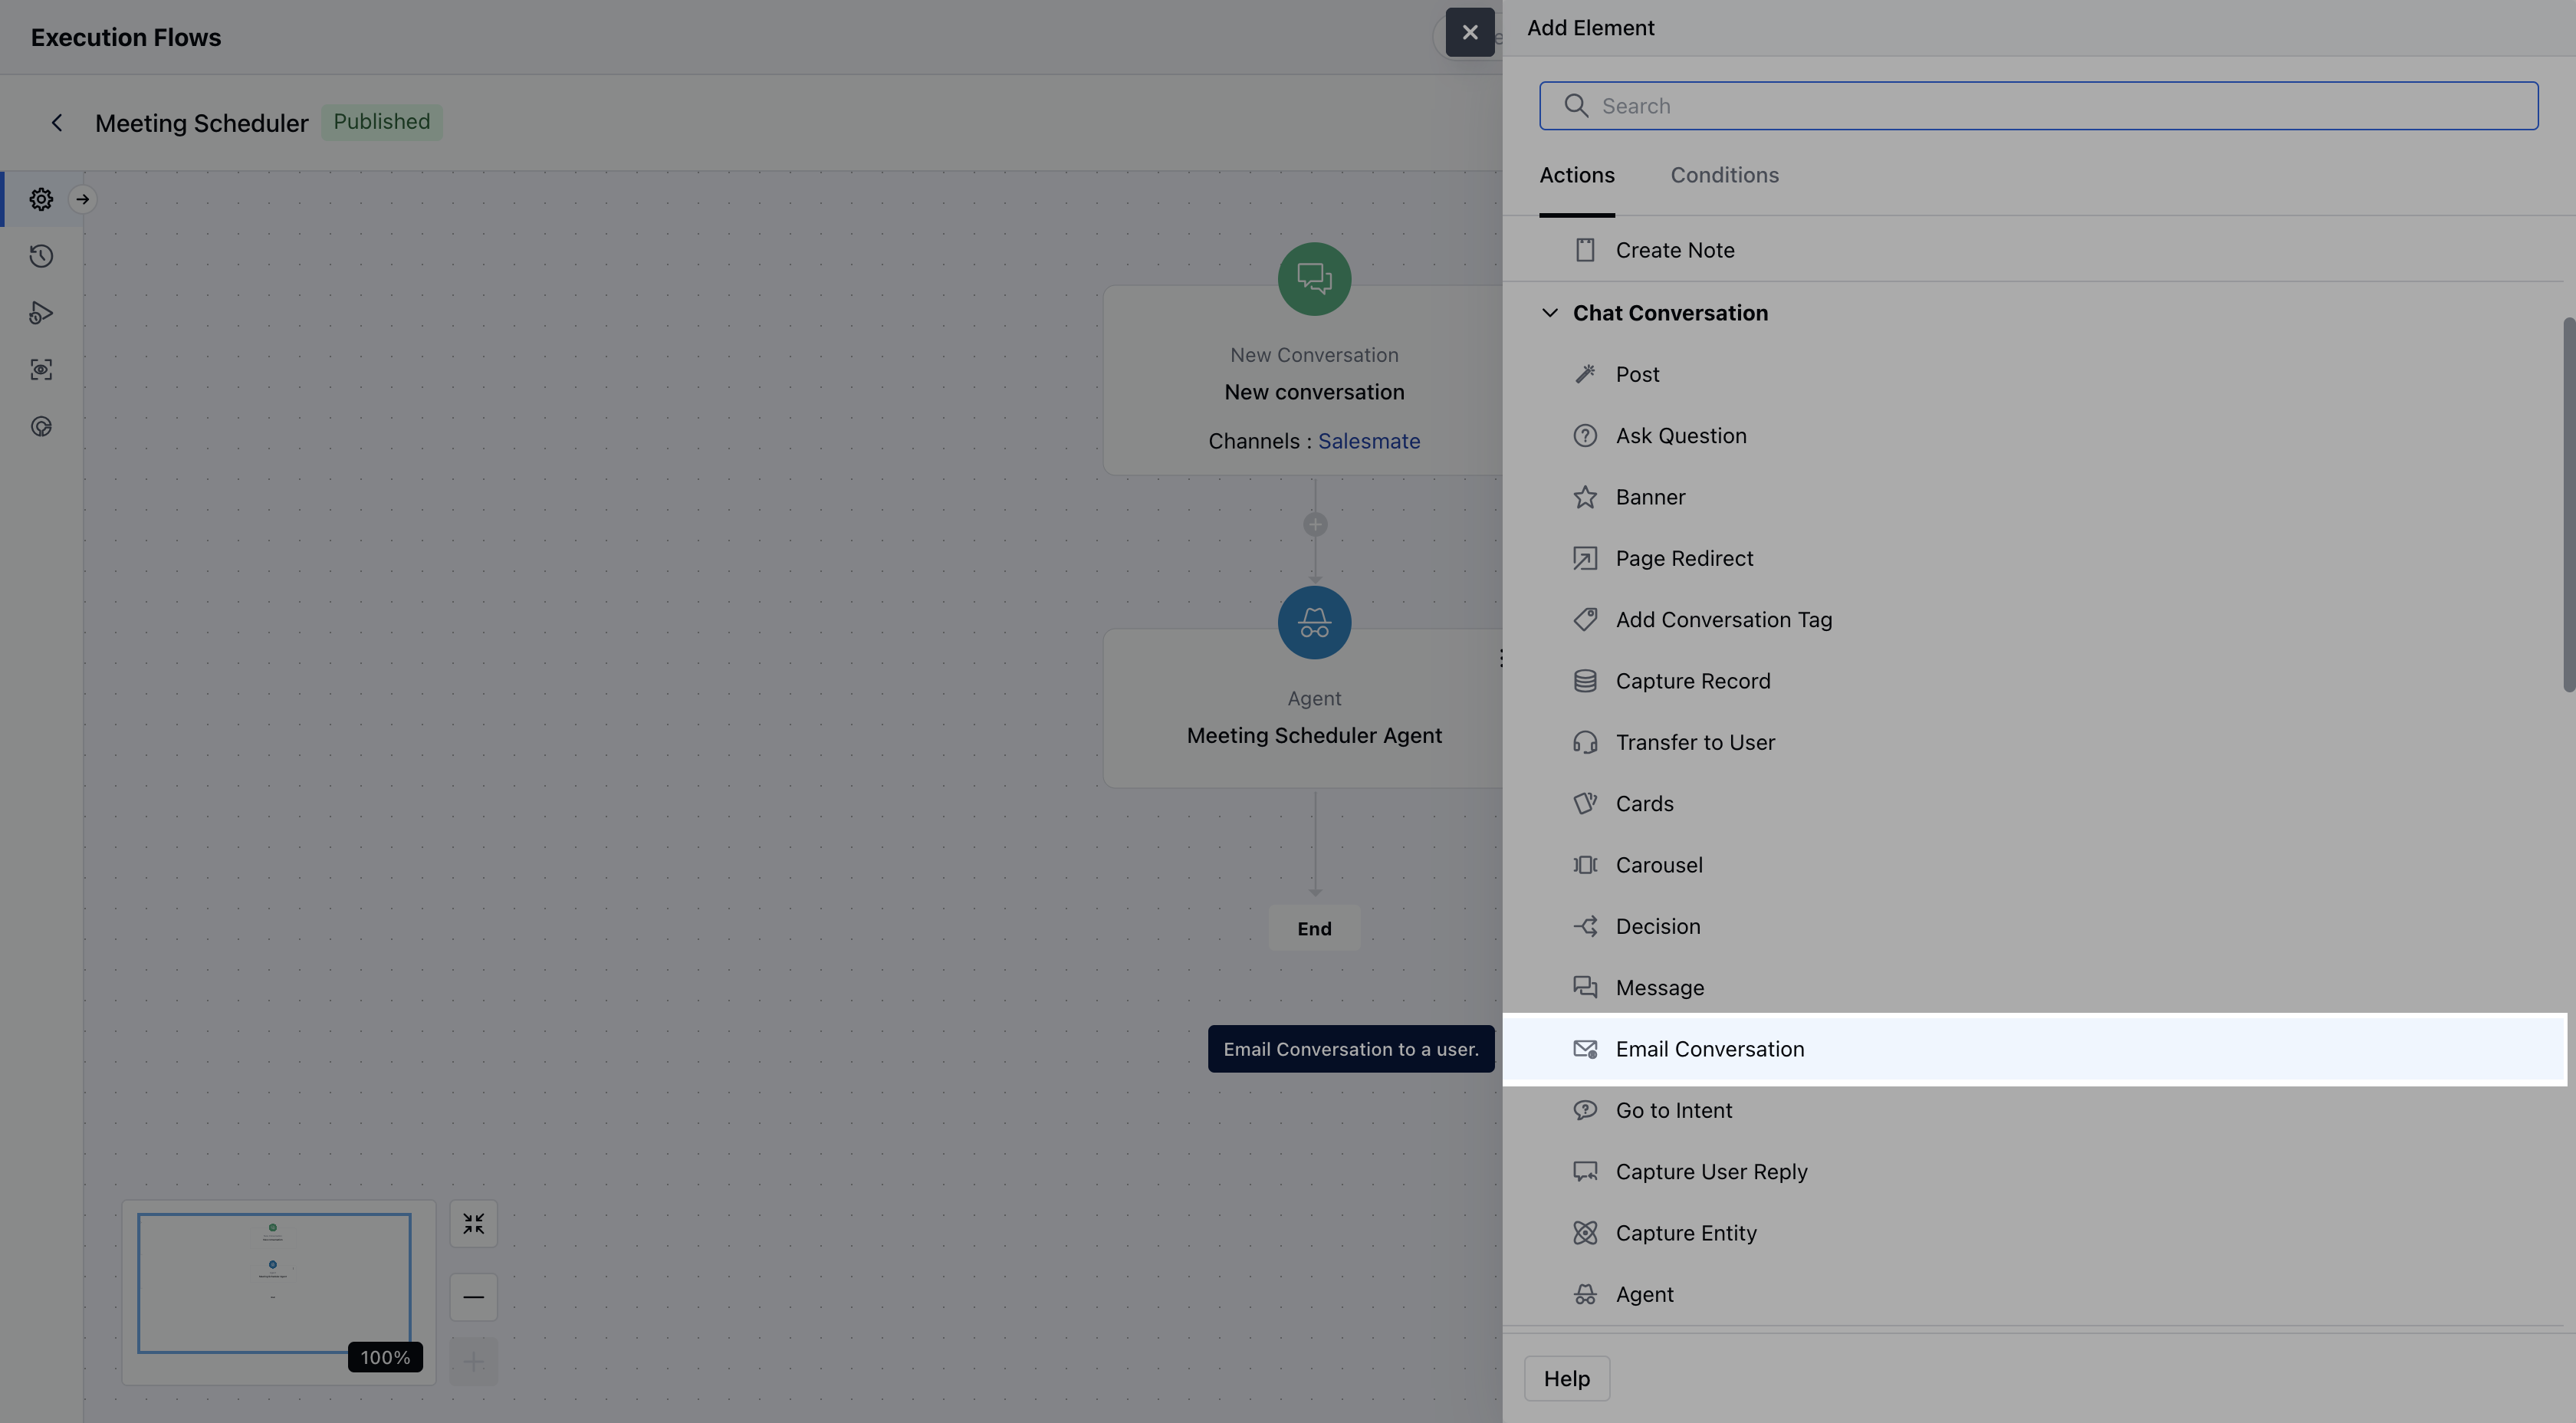 Execution Flows
Meeting Scheduler
Published
New Conversation
New conversation
Channels : Salesmate
Agent
Meeting Scheduler Agent
End
Email Conversation to a user.
100%
Add Element
Search
Actions
Conditions
Create Note
Chat Conversation
Post
Ask Question
Banner
Page Redirect
Add Conversation Tag
Capture Record
Transfer to User
Cards
Carousel
Decision
Message
Email Conversation
Go to Intent
Capture User Reply
Capture Entity
Agent
Help